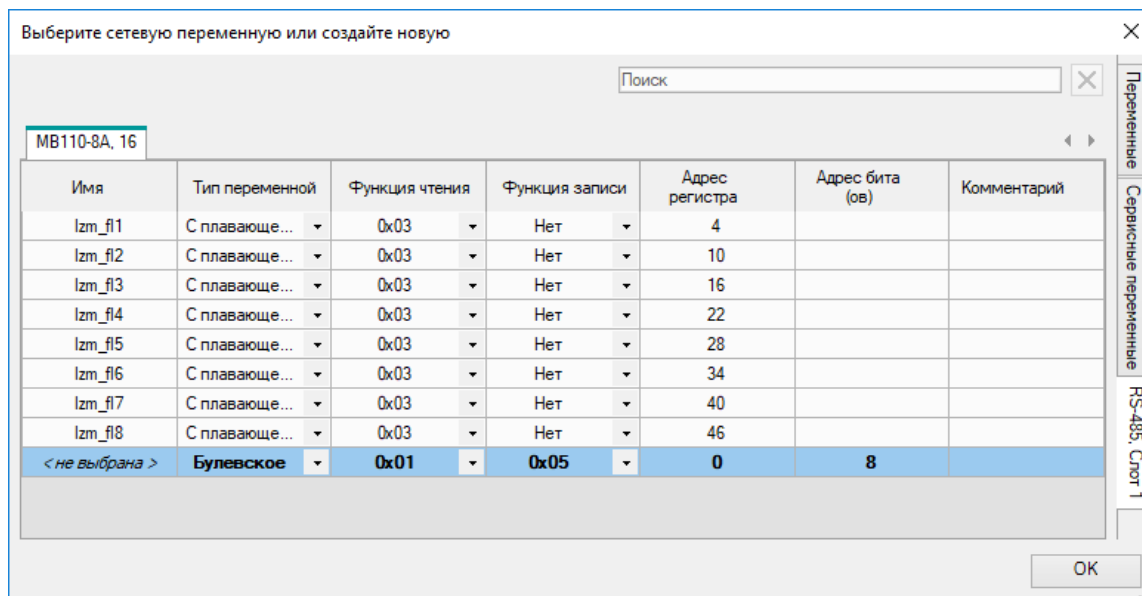 Выберите сетевую переменную или создайте новую
Поиск
МВ110-8А, 16
Имя Тип переменной Функция чтения Функция записи Адрес регистра Адрес бита (ов) Комментарий
Izm_fl1 С плавающе... 0x03 Нет 4
Izm_fl2 С плавающе... 0x03 Нет 10
Izm_fl3 С плавающе... 0x03 Нет 16
Izm_fl4 С плавающе... 0x03 Нет 22
Izm_fl5 С плавающе... 0x03 Нет 28
Izm_fl6 С плавающе... 0x03 Нет 34
Izm_fl7 С плавающе... 0x03 Нет 40
Izm_fl8 С плавающе... 0x03 Нет 46
<не выбрана > Булевское 0x01 0x05 0 8
Переменные
Сервисные переменные
RS-485, Слот 1
OK